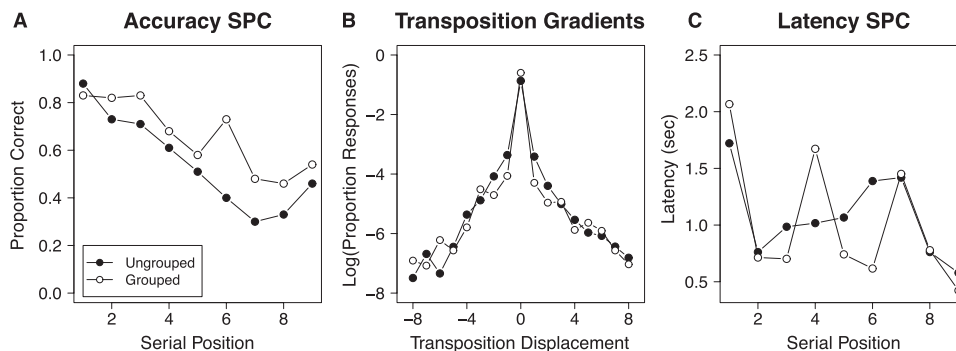 A Accuracy SPC
Proportion Correct
1.0
0.8
0.6
0.4
0.2
0.0
Ungrouped
Grouped
2 4 6 8
Serial Position
B Transposition Gradients
Log(Proportion Responses)
0
−2
−4
−6
−8
−8 −4 0 4 8
Transposition Displacement
C Latency SPC
Latency (sec)
2.5
2.0
1.5
1.0
0.5
2 4 6 8
Serial Position